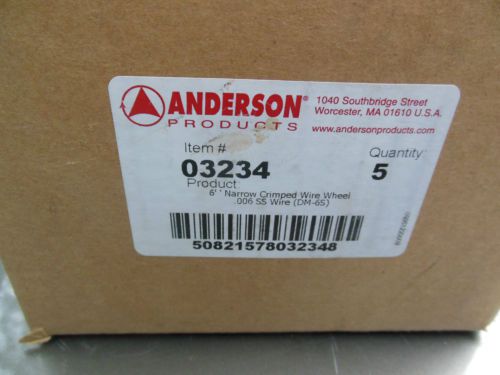 ANDERSON®
PRODUCTS
1040 Southbridge Street
Worcester, MA 01610 U.S.A.
www.andersonproducts.com
Item #
Quantity:
03234
5
Product:
6'' Narrow Crimped Wire Wheel
.006 SS Wire (DM-6S)
50821578032348